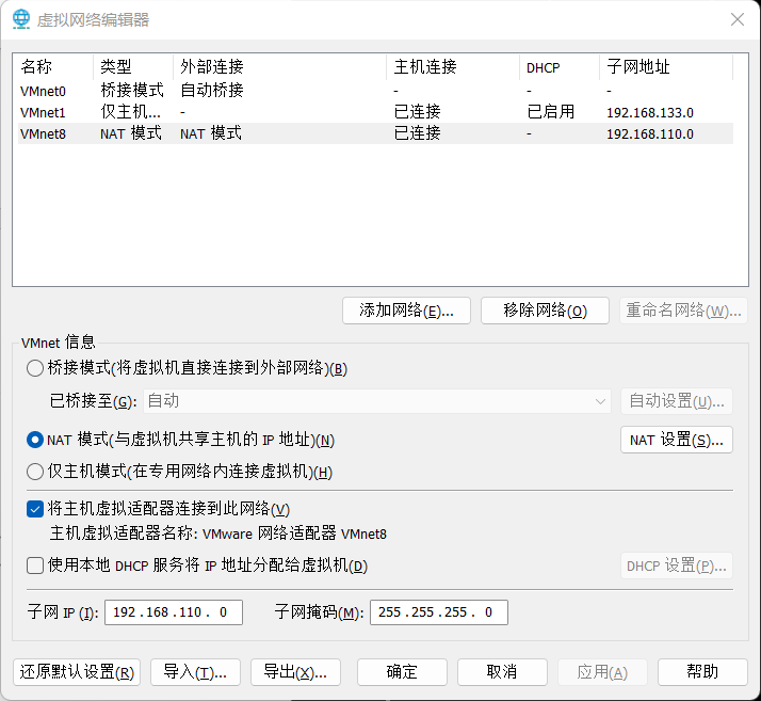 虚拟网络编辑器
名称 类型 外部连接 主机连接 DHCP 子网地址
VMnet0 桥接模式 自动桥接 - - -
VMnet1 仅主机... - 已连接 已启用 192.168.133.0
VMnet8 NAT 模式 NAT 模式 已连接 - 192.168.110.0
添加网络(E)... 移除网络(O) 重命名网络(W)...
VMnet 信息
桥接模式(将虚拟机直接连接到外部网络)(B)
已桥接至(G): 自动 自动设置(U)...
NAT 模式(与虚拟机共享主机的 IP 地址)(N) NAT 设置(S)...
仅主机模式(在专用网络内连接虚拟机)(H)
将主机虚拟适配器连接到此网络(V)
主机虚拟适配器名称: VMware 网络适配器 VMnet8
使用本地 DHCP 服务将 IP 地址分配给虚拟机(D) DHCP 设置(P)...
子网 IP (I): 192.168.110. 0 子网掩码(M): 255.255.255. 0
还原默认设置(R) 导入(T)... 导出(X)... 确定 取消 应用(A) 帮助